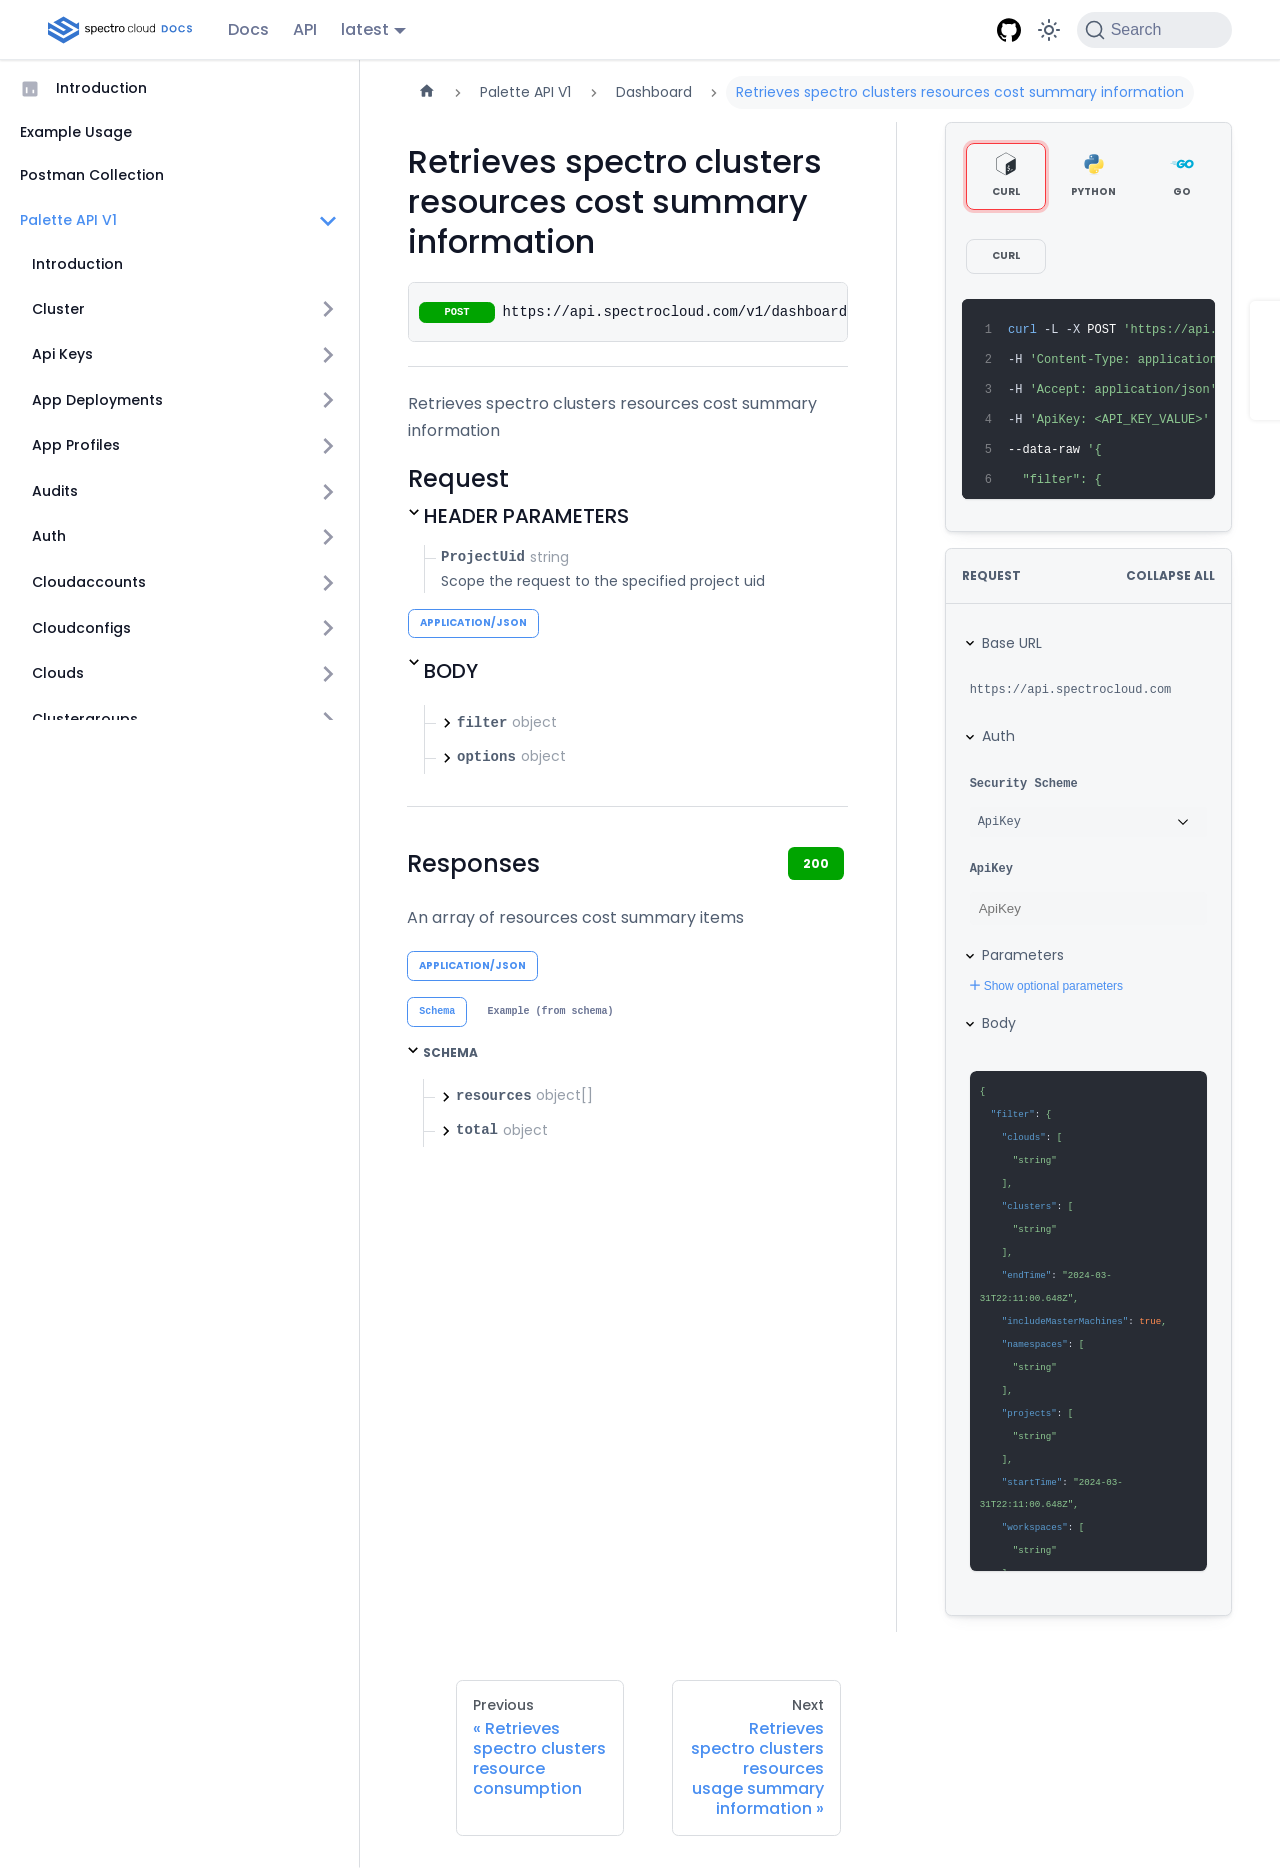 spectro cloud DOCS
Docs
API
latest
Search
Introduction
Example Usage
Postman Collection
Palette API V1
Introduction
Cluster
Api Keys
App Deployments
App Profiles
Audits
Auth
Cloudaccounts
Cloudconfigs
Clouds
Clustergroups
Palette API V1
Dashboard
Retrieves spectro clusters resources cost summary information
Retrieves spectro clusters
resources cost summary
information
POST https://api.spectrocloud.com/v1/dashboard
Retrieves spectro clusters resources cost summary
information
Request
HEADER PARAMETERS
ProjectUid string
Scope the request to the specified project uid
APPLICATION/JSON
BODY
filter object
options object
Responses
200
An array of resources cost summary items
APPLICATION/JSON
Schema
Example (from schema)
SCHEMA
resources object[]
total object
CURL
PYTHON
GO
CURL
1 curl -L -X POST 'https://api.
2 -H 'Content-Type: application
3 -H 'Accept: application/json'
4 -H 'ApiKey: <API_KEY_VALUE>'
5 --data-raw '{
6 "filter": {
REQUEST
COLLAPSE ALL
Base URL
https://api.spectrocloud.com
Auth
Security Scheme
ApiKey
ApiKey
ApiKey
Parameters
Show optional parameters
Body
{
"filter": {
"clouds": [
"string"
],
"clusters": [
"string"
],
"endTime": "2024-03-
31T22:11:00.648Z",
"includeMasterMachines": true,
"namespaces": [
"string"
],
"projects": [
"string"
],
"startTime": "2024-03-
31T22:11:00.648Z",
"workspaces": [
"string"
Previous
« Retrieves
spectro clusters
resource
consumption
Next
Retrieves
spectro clusters
resources
usage summary
information »